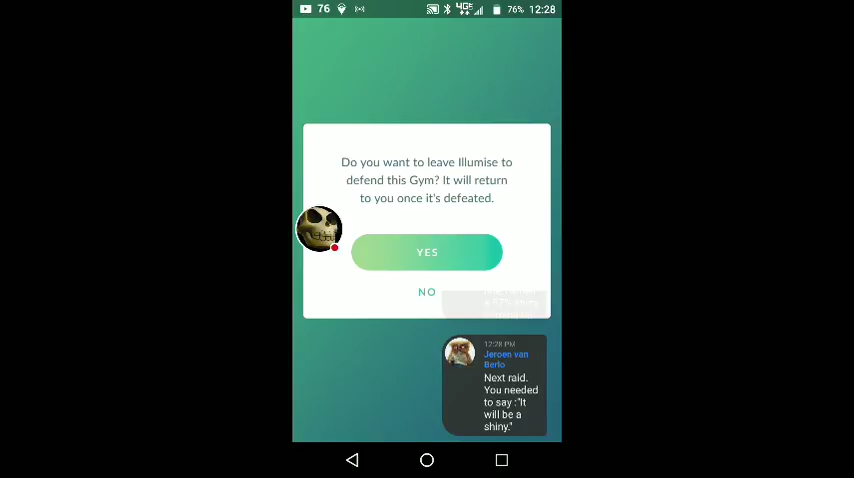 76 4GE 76% 12:28
Do you want to leave Illumise to
defend this Gym? It will return
to you once it's defeated.
YES
NO
12:28 PM
Jeroen van
Berlo
Next raid.
You needed
to say :"It
will be a
shiny."